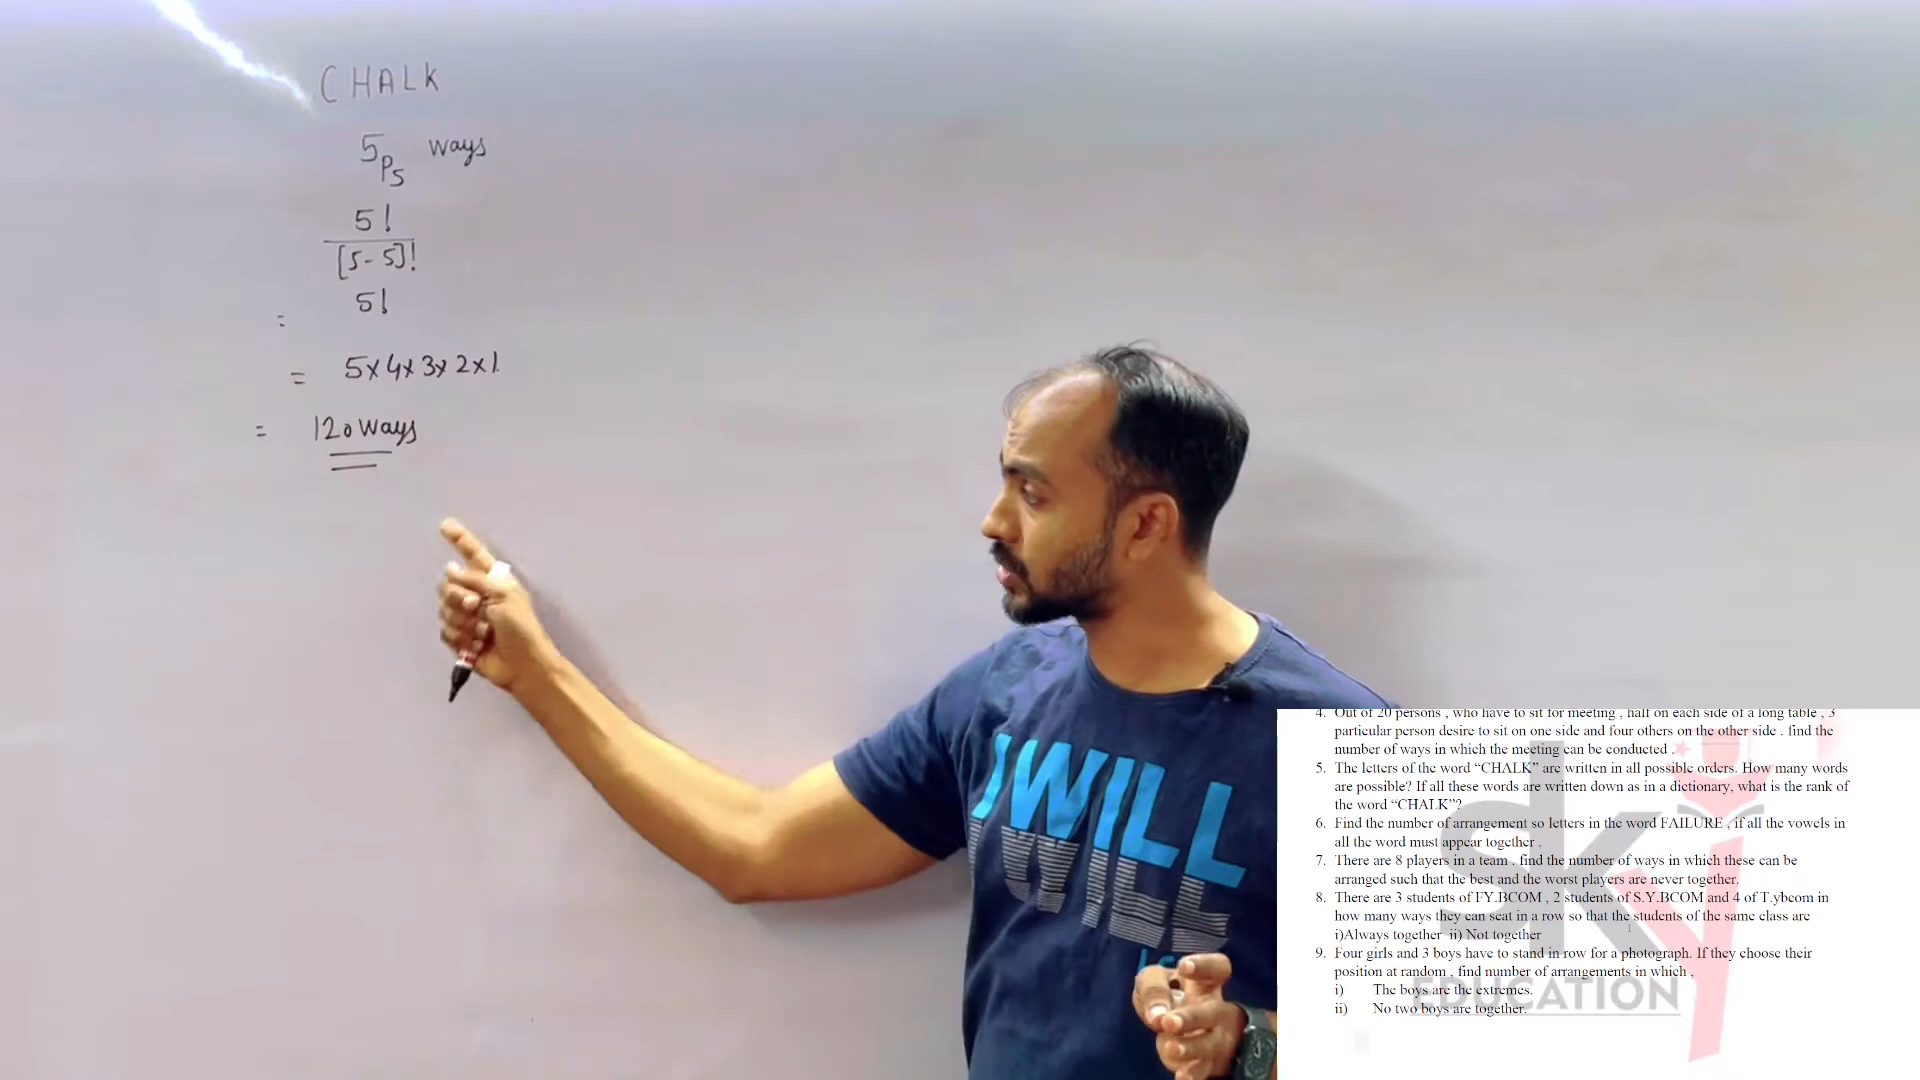 CHALK
5P5 ways
5!
[5-5]!
= 5!
= 5x4x3x2x1
= 120 ways
I WILL
WILL
4. Out of 20 persons , who have to sit for meeting , half on each side of a long table , 3
particular person desire to sit on one side and four others on the other side . find the
number of ways in which the meeting can be conducted .
5. The letters of the word “CHALK” are written in all possible orders. How many words
are possible? If all these words are written down as in a dictionary, what is the rank of
the word “CHALK”?
6. Find the number of arrangement so letters in the word FAILURE , if all the vowels in
all the word must appear together .
7. There are 8 players in a team . find the number of ways in which these can be
arranged such that the best and the worst players are never together.
8. There are 3 students of FY.BCOM , 2 students of S.Y.BCOM and 4 of T.ybcom in
how many ways they can seat in a row so that the students of the same class are
i)Always together ii) Not together
9. Four girls and 3 boys have to stand in row for a photograph. If they choose their
position at random , find number of arrangements in which ,
i) The boys are the extremes.
ii) No two boys are together.
sky
EDUCATION